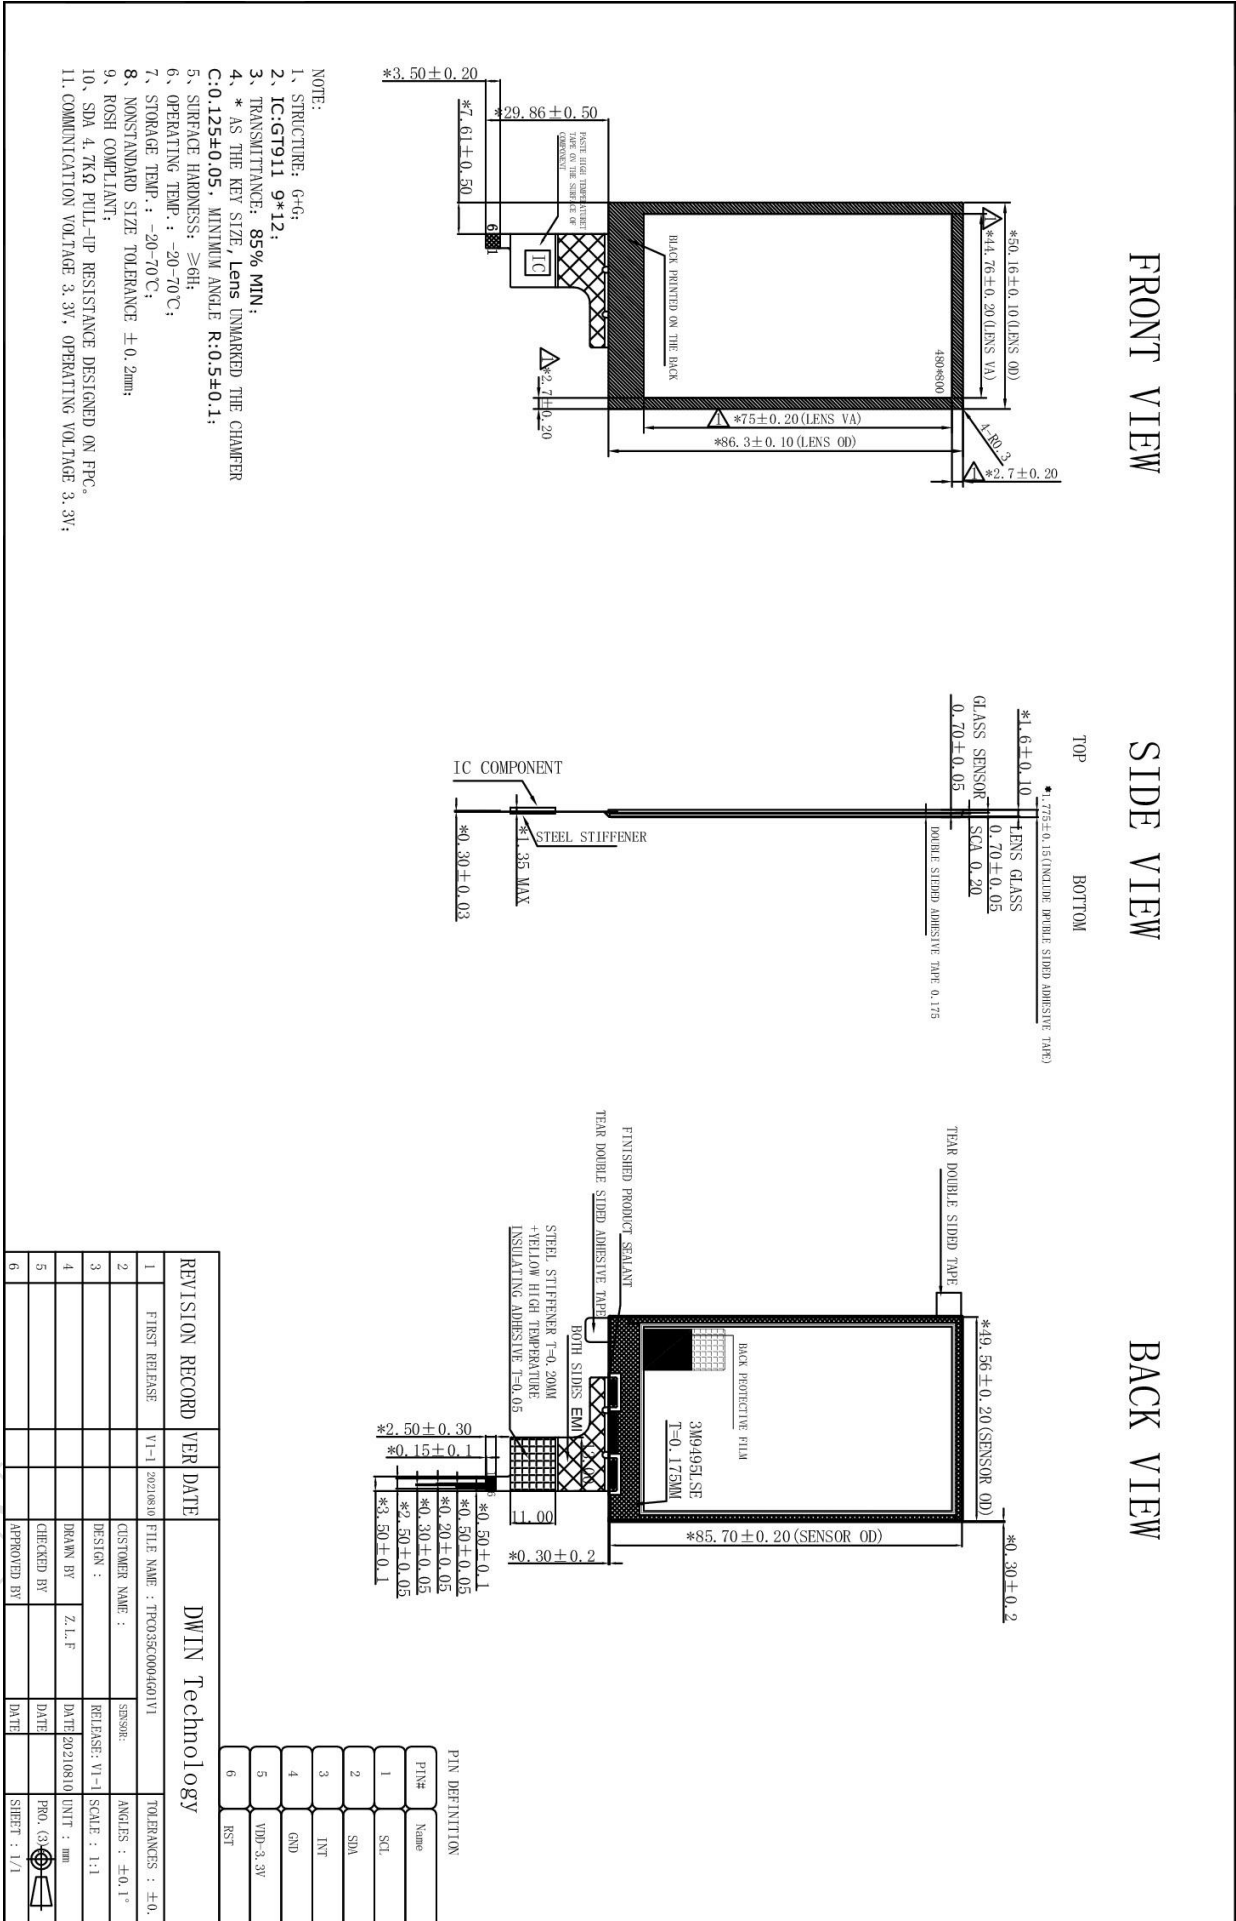 FRONT VIEW
*50.16±0.10(LENS OD)
*44.76±0.20(LENS VA)
1
480*800
4-R0.3
1
*2.7±0.20
*75±0.20(LENS VA)
1
*86.3±0.10(LENS OD)
BLACK PRINTED ON THE BACK
1
*2.7±0.20
*29.86±0.50
PASTE HIGH TEMPERATURET
TAPE ON THE SURFACE OF
COMPONENT
IC
6
1
*7.61±0.50
*3.50±0.20
NOTE:
1、STRUCTURE: G+G;
2、IC:GT911 9*12;
3、TRANSMITTANCE: 85% MIN;
4、* AS THE KEY SIZE, Lens UNMARKED THE CHAMFER
C:0.125±0.05, MINIMUM ANGLE R:0.5±0.1;
5、SURFACE HARDNESS: ≥6H;
6、OPERATING TEMP.: -20-70℃;
7、STORAGE TEMP.: -20-70℃;
8、NONSTANDARD SIZE TOLERANCE ±0.2mm;
9、ROSH COMPLIANT;
10、SDA 4.7KΩ PULL-UP RESISTANCE DESIGNED ON FPC。
11.COMMUNICATION VOLTAGE 3.3V, OPERATING VOLTAGE 3.3V;
SIDE VIEW
TOP
BOTTOM
*1.775±0.15(INCLUDE DPUBLE SIDED ADHESIVE TAPE)
*1.6±0.10
LENS GLASS
0.70±0.05
GLASS SENSOR
0.70±0.05
SCA 0.20
DOUBLE SIEDED ADHESIVE TAPE 0.175
IC COMPONENT
STEEL STIFFENER
*1.35 MAX
*0.30±0.03
BACK VIEW
TEAR DOUBLE SIDED TAPE
*49.56±0.20(SENSOR OD)
*0.30±0.2
*85.70±0.20(SENSOR OD)
BACK PEOTECTIVE FILM
3M9495LSE
T=0.175MM
FINISHED PRODUCT SEALANT
TEAR DOUBLE SIDED ADHESIVE TAPE
BOTH SIDES EMI
STEEL STIFFENER T=0.20MM
+YELLOW HIGH TEMPERATURE
INSULATING ADHESIVE T=0.05
11.00
*0.30±0.2
*2.50±0.30
*0.15±0.1
1
6
*0.50±0.1
*0.50±0.05
*0.20±0.05
*0.30±0.05
*2.50±0.05
*3.50±0.1
PIN DEFINITION
PIN# Name
1 SCL
2 SDA
3 INT
4 GND
5 VDD-3.3V
6 RST
REVISION RECORD VER DATE
1 FIRST RELEASE V1-1 20210810
2
3
4
5
6
DWIN Technology
FILE NAME : TPC035C0004G01V1 TOLERANCES : ±0.
CUSTOMER NAME : SENSOR: ANGLES : ±0.1°
DESIGN : RELEASE: V1-1 SCALE : 1:1
DRAWN BY Z.L.F DATE 20210810 UNIT : mm
CHECKED BY DATE PRO.(3)
APPROVED BY DATE SHEET : 1/1